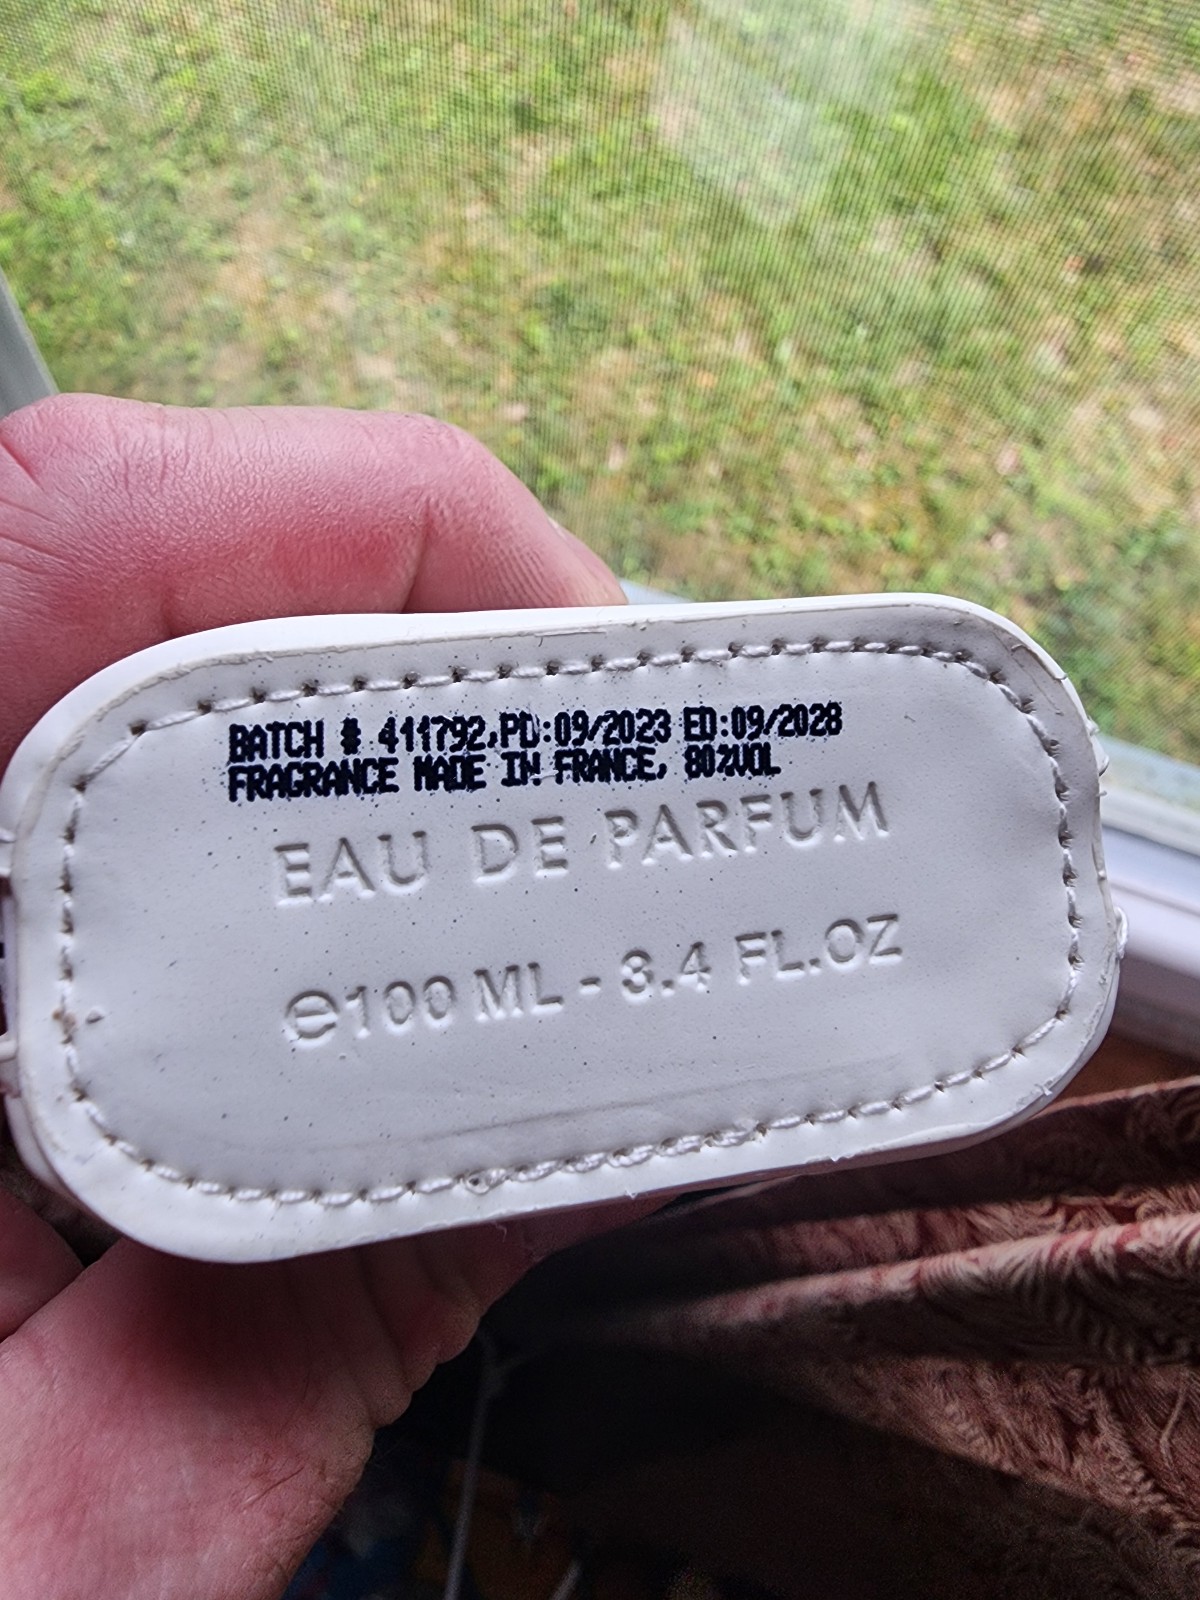 BATCH # 411792,PD:09/2023 ED:09/2028
FRAGRANCE MADE IN FRANCE, 80%VOL
EAU DE PARFUM
℮100 ML - 3.4 FL.OZ